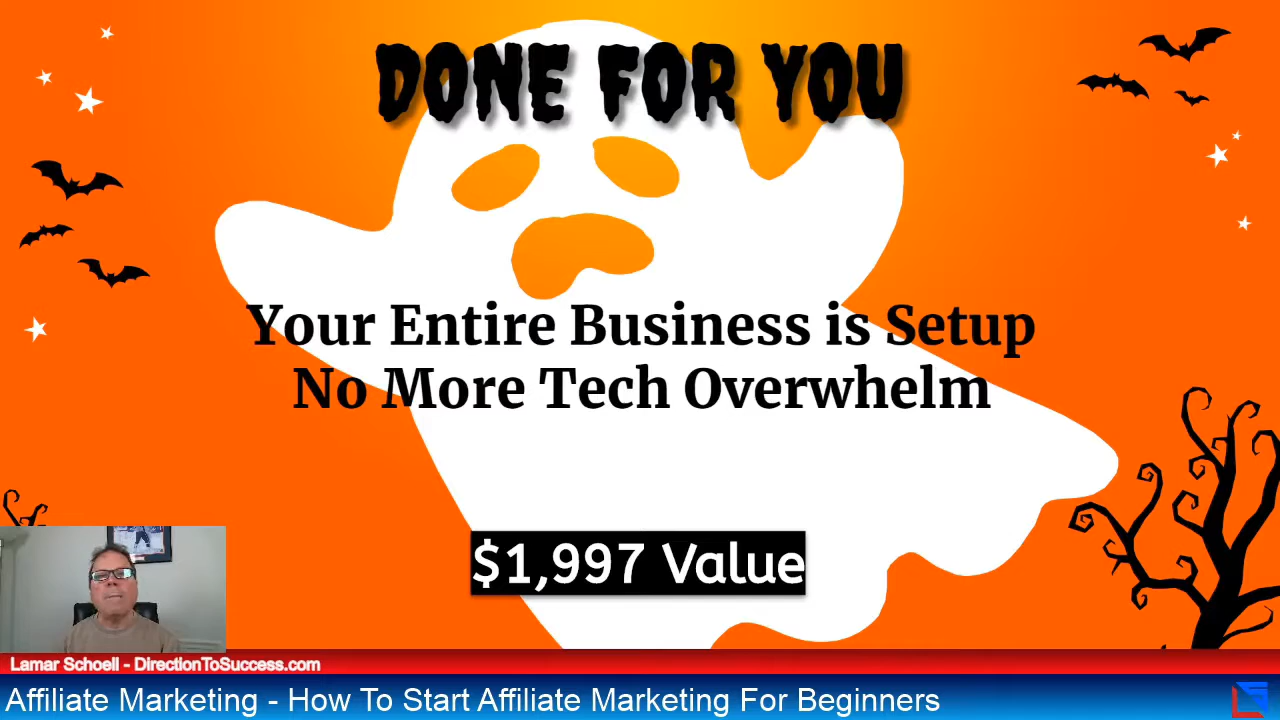 DONE FOR YOU
Your Entire Business is Setup
No More Tech Overwhelm
$1,997 Value
Lamar Schoell - DirectionToSuccess.com
Affiliate Marketing - How To Start Affiliate Marketing For Beginners